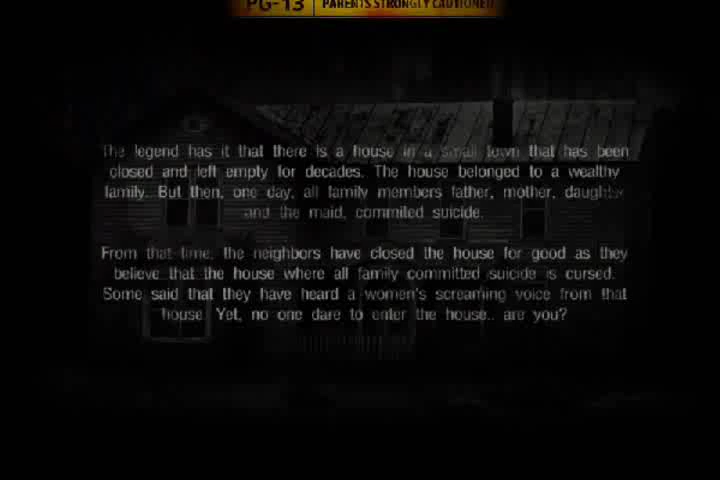 PG-13 PARENTS STRONGLY CAUTIONED
The legend has it that there is a house in a small town that has been
closed and left empty for decades. The house belonged to a wealthy
family. But then, one day, all family members father, mother, daughter
and the maid, commited suicide.
From that time, the neighbors have closed the house for good as they
believe that the house where all family committed suicide is cursed.
Some said that they have heard a women's screaming voice from that
house. Yet, no one dare to enter the house.. are you?